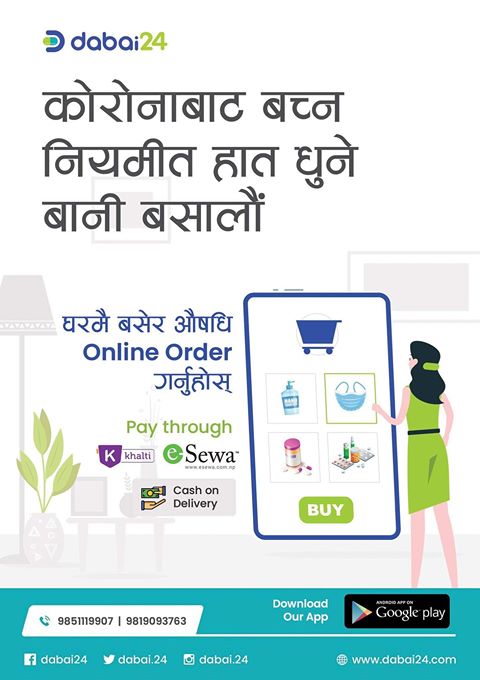 dabai24
कोरोनाबाट बच्न
नियमीत हात धुने
बानी बसालौं
घरमै बसेर औषधि
Online Order
गर्नुहोस्
Pay through
khalti
e-Sewa
www.esewa.com.np
Cash on
Delivery
BUY
9851119907 | 9819093763
Download
Our App
ANDROID APP ON
Google play
dabai24
dabai.24
dabai.24
www.dabai24.com